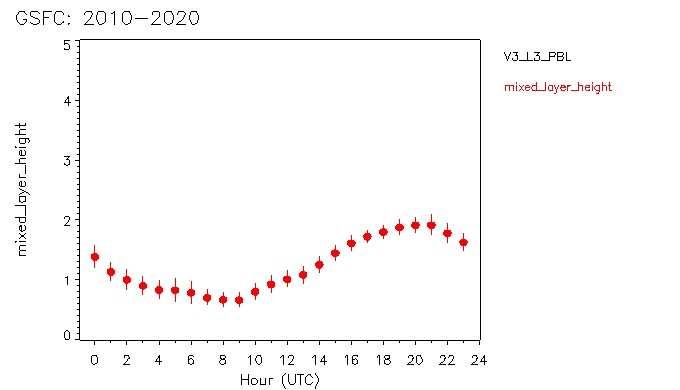 GSFC: 2010-2020
V3_L3_PBL
mixed_layer_height
mixed_layer_height
5
4
3
2
1
0
0 2 4 6 8 10 12 14 16 18 20 22 24
Hour (UTC)